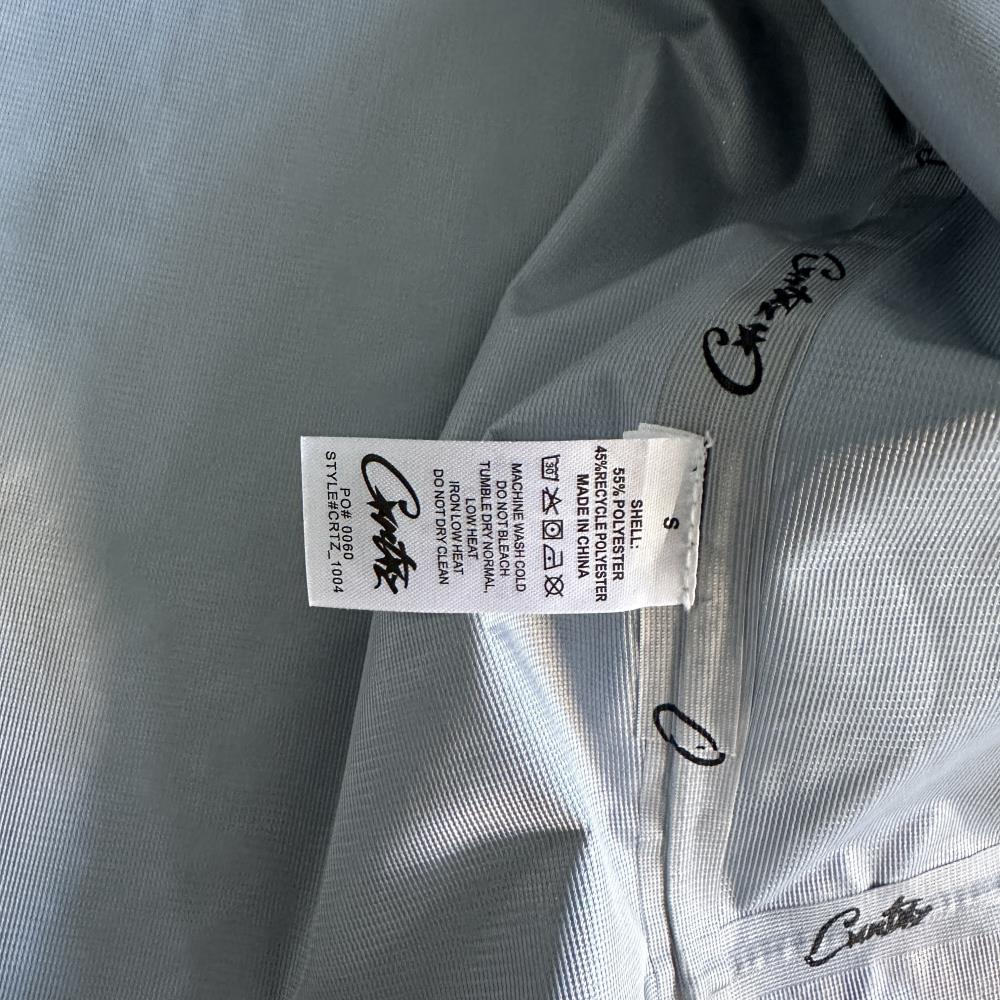 S
SHELL:
55% POLYESTER
45%RECYCLE POLYESTER
MADE IN CHINA
30
MACHINE WASH COLD
DO NOT BLEACH
TUMBLE DRY NORMAL,
LOW HEAT
IRON LOW HEAT
DO NOT DRY CLEAN
PO# 0060
STYLE#CRTZ_1004